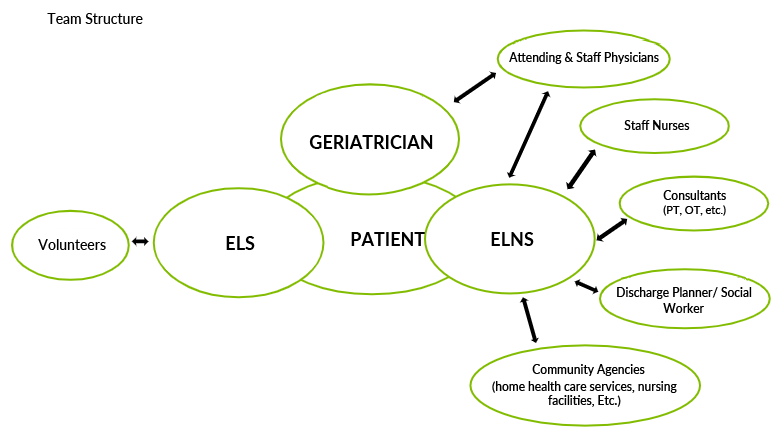 Team Structure
Attending & Staff Physicians
GERIATRICIAN
Staff Nurses
Consultants
(PT, OT, etc.)
Volunteers
ELS
PATIENT
ELNS
Discharge Planner/ Social
Worker
Community Agencies
(home health care services, nursing
facilities, Etc.)